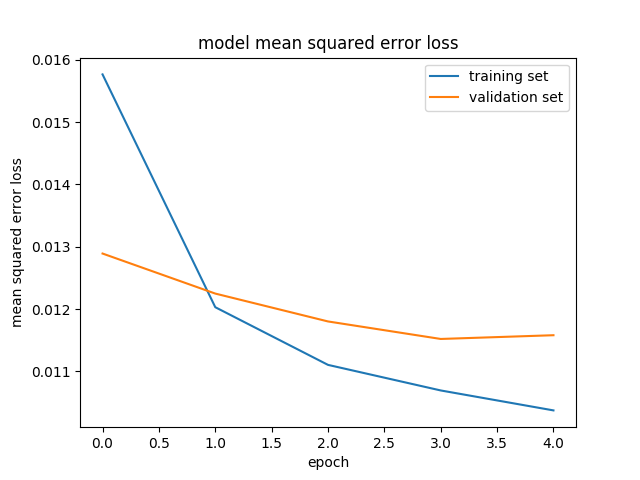 model mean squared error loss
training set
validation set
0.016
0.015
0.014
0.013
0.012
0.011
mean squared error loss
0.0 0.5 1.0 1.5 2.0 2.5 3.0 3.5 4.0
epoch